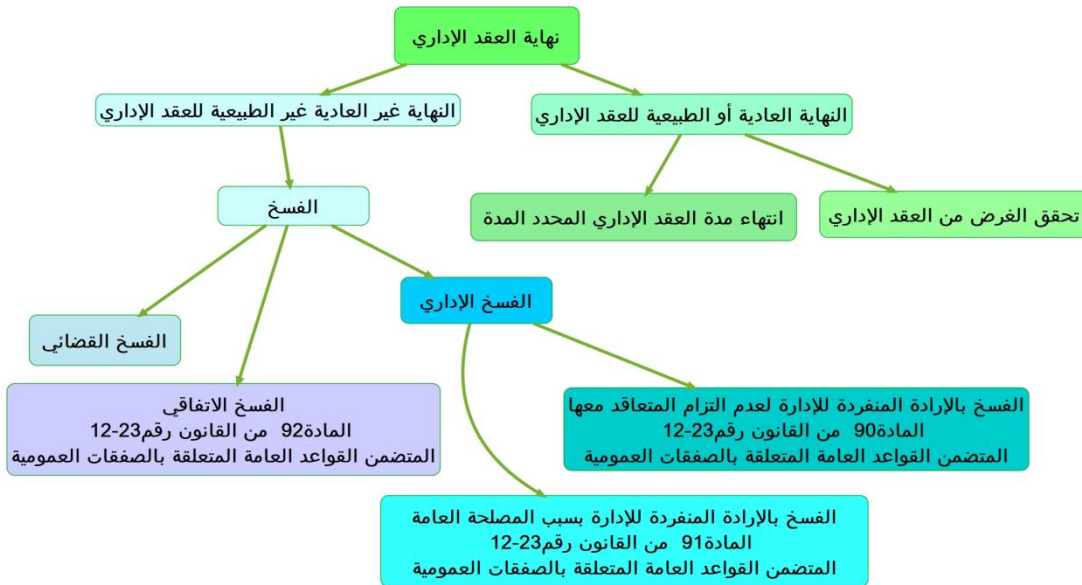 نهاية العقد الإداري
النهاية العادية أو الطبيعية للعقد الإداري
النهاية غير العادية غير الطبيعية للعقد الإداري
تحقق الغرض من العقد الإداري
انتهاء مدة العقد الإداري المحدد المدة
الفسخ
الفسخ الإداري
الفسخ القضائي
الفسخ بالإرادة المنفردة للإدارة لعدم التزام المتعاقد معها
المادة90 من القانون رقم23-12
المتضمن القواعد العامة المتعلقة بالصفقات العمومية
الفسخ الاتفاقي
المادة92 من القانون رقم23-12
المتضمن القواعد العامة المتعلقة بالصفقات العمومية
الفسخ بالإرادة المنفردة للإدارة بسبب المصلحة العامة
المادة91 من القانون رقم23-12
المتضمن القواعد العامة المتعلقة بالصفقات العمومية